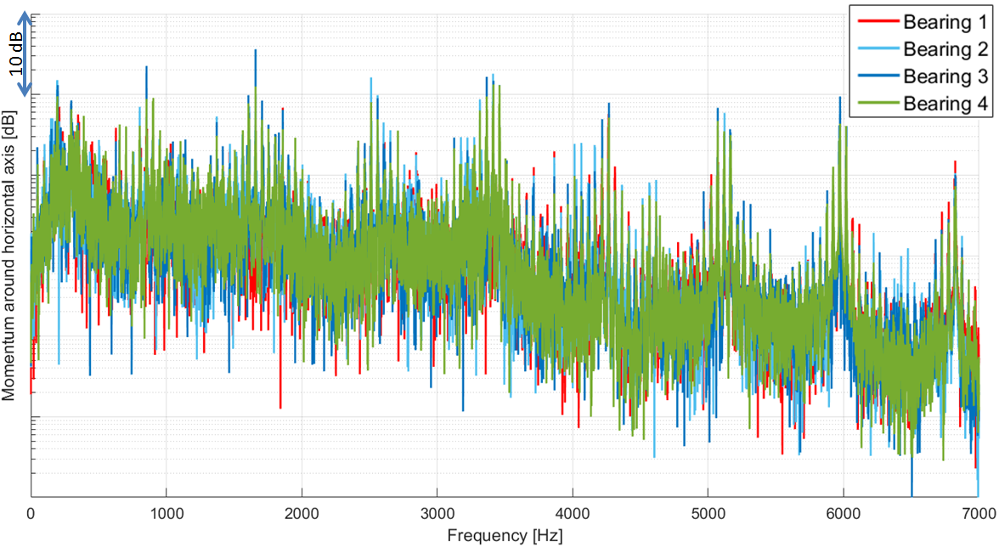 10 dB
Momentum around horizontal axis [dB]
Bearing 1
Bearing 2
Bearing 3
Bearing 4
0 1000 2000 3000 4000 5000 6000 7000
Frequency [Hz]